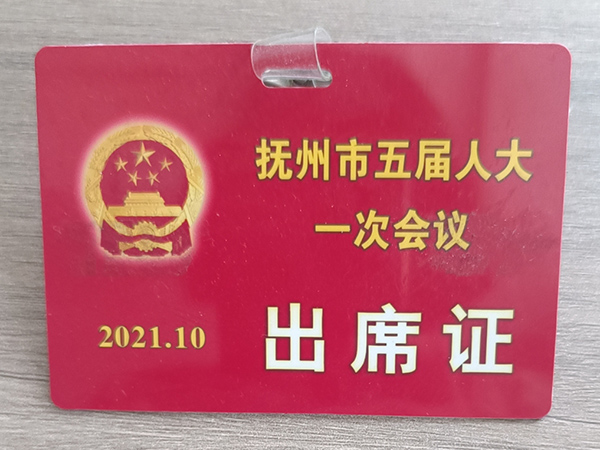 抚州市五届人大
一次会议
2021.10
出席证